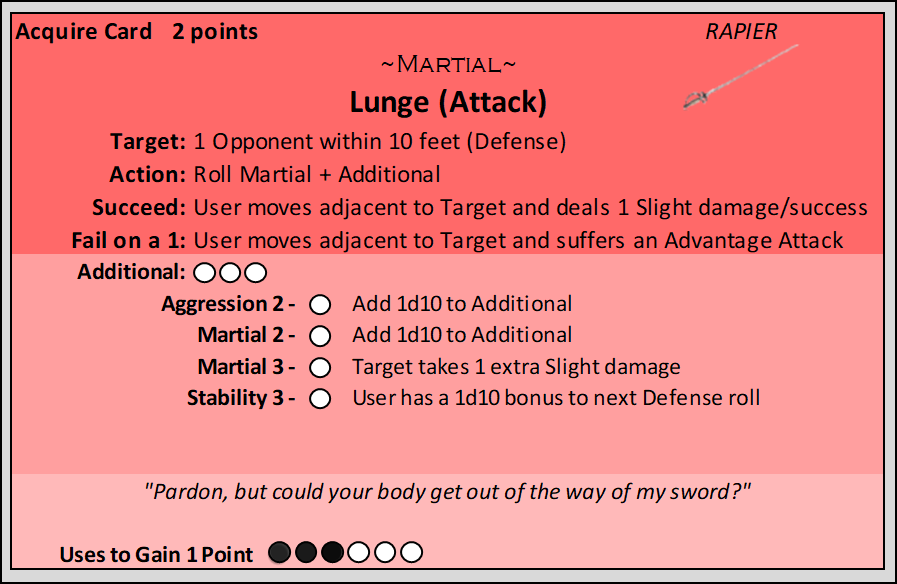 Acquire Card 2 points RAPIER
~MARTIAL~
Lunge (Attack)
Target: 1 Opponent within 10 feet (Defense)
Action: Roll Martial + Additional
Succeed: User moves adjacent to Target and deals 1 Slight damage/success
Fail on a 1: User moves adjacent to Target and suffers an Advantage Attack
Additional:
Aggression 2 - Add 1d10 to Additional
Martial 2 - Add 1d10 to Additional
Martial 3 - Target takes 1 extra Slight damage
Stability 3 - User has a 1d10 bonus to next Defense roll
"Pardon, but could your body get out of the way of my sword?"
Uses to Gain 1 Point